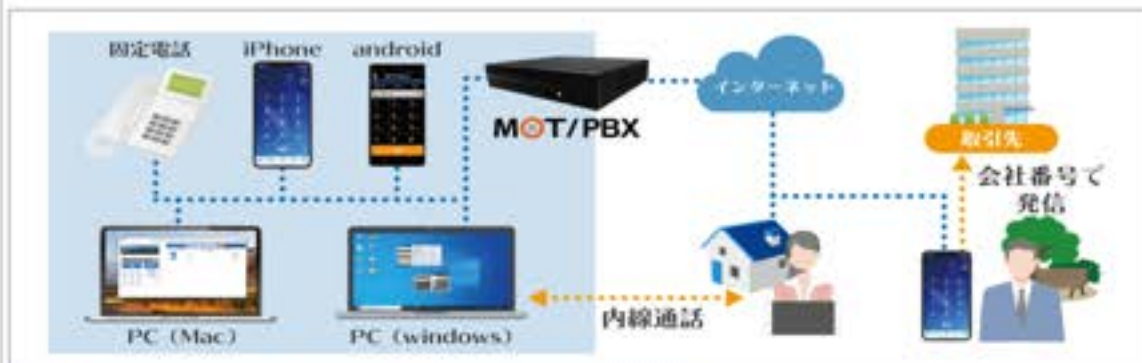 固定電話
iPhone
android
MOT/PBX
インターネット
取引先
会社番号で
発信
内線通話
PC（Mac）
PC（windows）